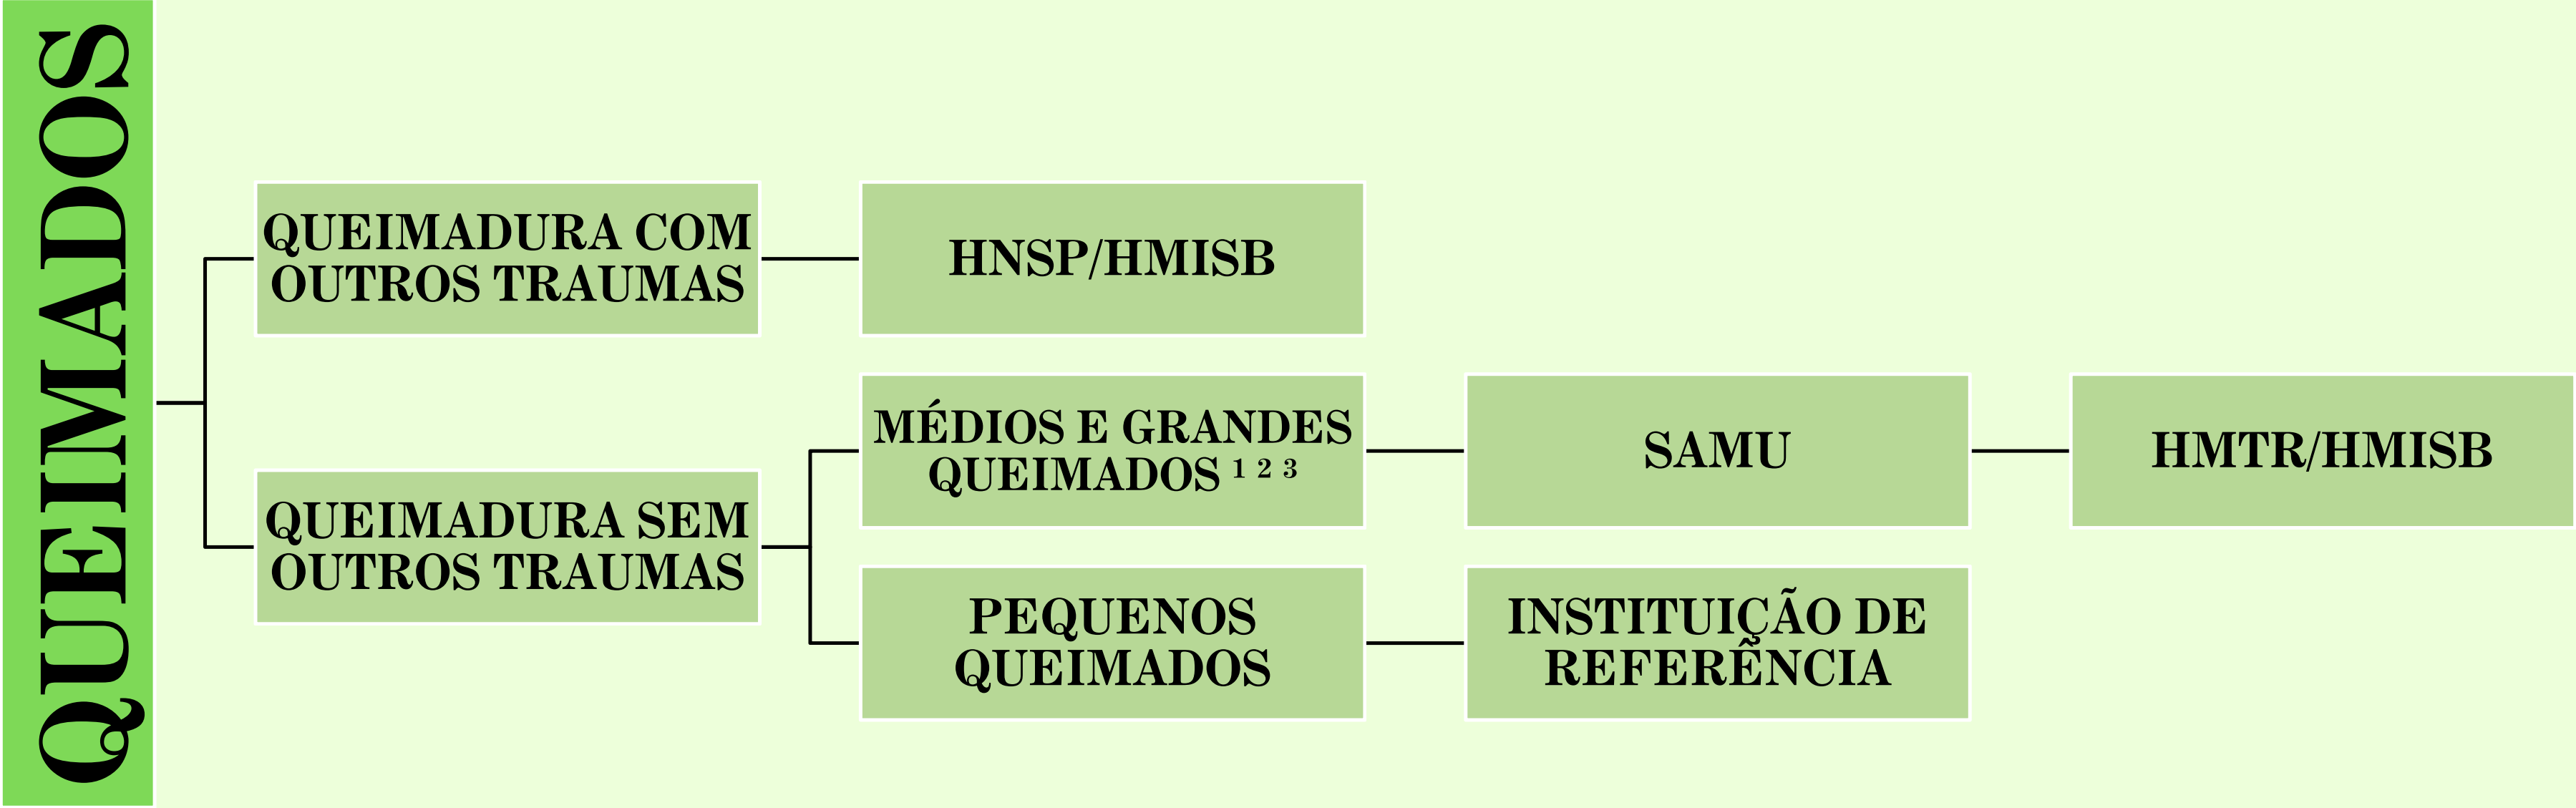 QUEIMADOS
QUEIMADURA COM
OUTROS TRAUMAS
HNSP/HMISB
QUEIMADURA SEM
OUTROS TRAUMAS
MÉDIOS E GRANDES
QUEIMADOS ¹ ² ³
SAMU
HMTR/HMISB
PEQUENOS
QUEIMADOS
INSTITUIÇÃO DE
REFERÊNCIA